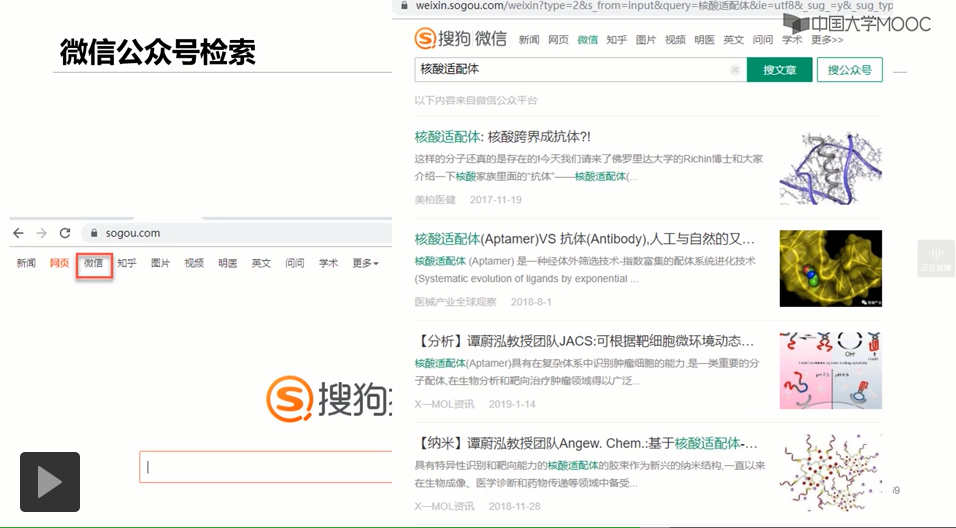 微信公众号检索
sogou.com
新闻 网页 微信 知乎 图片 视频 明医 英文 问问 学术 更多
搜狗
weixin.sogou.com/weixin?type=2&s_from=input&query=核酸适配体&ie=utf8&_sug_=y&_sug_typ
中国大学MOOC
搜狗 微信 新闻 网页 微信 知乎 图片 视频 明医 英文 问问 学术 更多>>
核酸适配体 搜文章 搜公众号
以下内容来自微信公众平台
核酸适配体: 核酸跨界成抗体?!
这样的分子还真是存在的!今天我们请来了佛罗里达大学的Richin博士和大家
介绍一下核酸家族里面的“抗体”——核酸适配体(...
美柏医健 2017-11-19
核酸适配体(Aptamer)VS 抗体(Antibody),人工与自然的又...
核酸适配体 (Aptamer) 是一种经体外筛选技术-指数富集的配体系统进化技术
(Systematic evolution of ligands by exponential ...
医械产业全球观察 2018-8-1
【分析】谭蔚泓教授团队JACS:可根据靶细胞微环境动态...
核酸适配体(Aptamer)具有在复杂体系中识别肿瘤细胞的能力,是一类重要的分
子配体,在生物分析和靶向治疗肿瘤领域得以广泛...
X—MOL资讯 2019-1-14
【纳米】谭蔚泓教授团队Angew. Chem.:基于核酸适配体-...
具有特异性识别和靶向能力的核酸适配体的胶束作为新兴的纳米结构,一直以来
在生物成像、医学诊断和药物传递等领域中备受...
X—MOL资讯 2018-11-28
正在直播